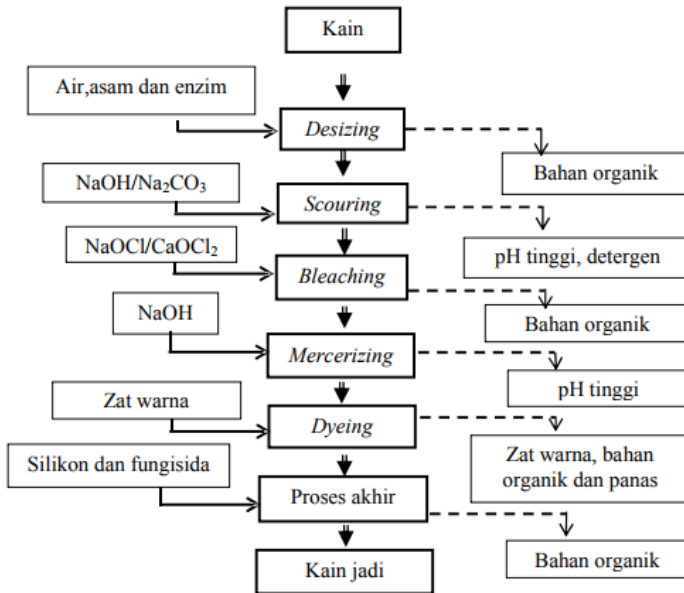 Kain
Air,asam dan enzim
Desizing
Bahan organik
NaOH/Na₂CO₃
Scouring
pH tinggi, detergen
NaOCl/CaOCl₂
Bleaching
Bahan organik
NaOH
Mercerizing
pH tinggi
Zat warna
Dyeing
Zat warna, bahan
organik dan panas
Silikon dan fungisida
Proses akhir
Bahan organik
Kain jadi